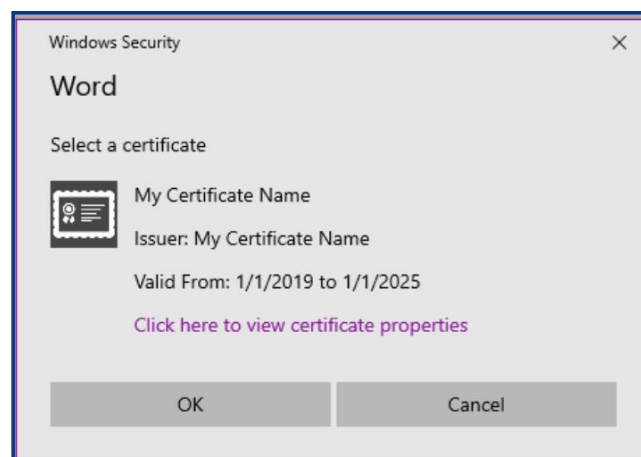 Windows Security
Word
Select a certificate
My Certificate Name
Issuer: My Certificate Name
Valid From: 1/1/2019 to 1/1/2025
Click here to view certificate properties
OK
Cancel